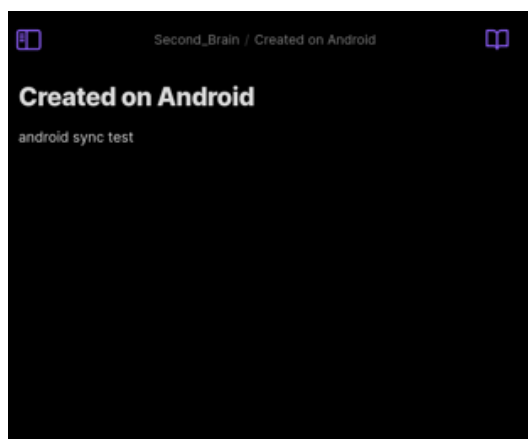 Second_Brain / Created on Android
Created on Android
android sync test